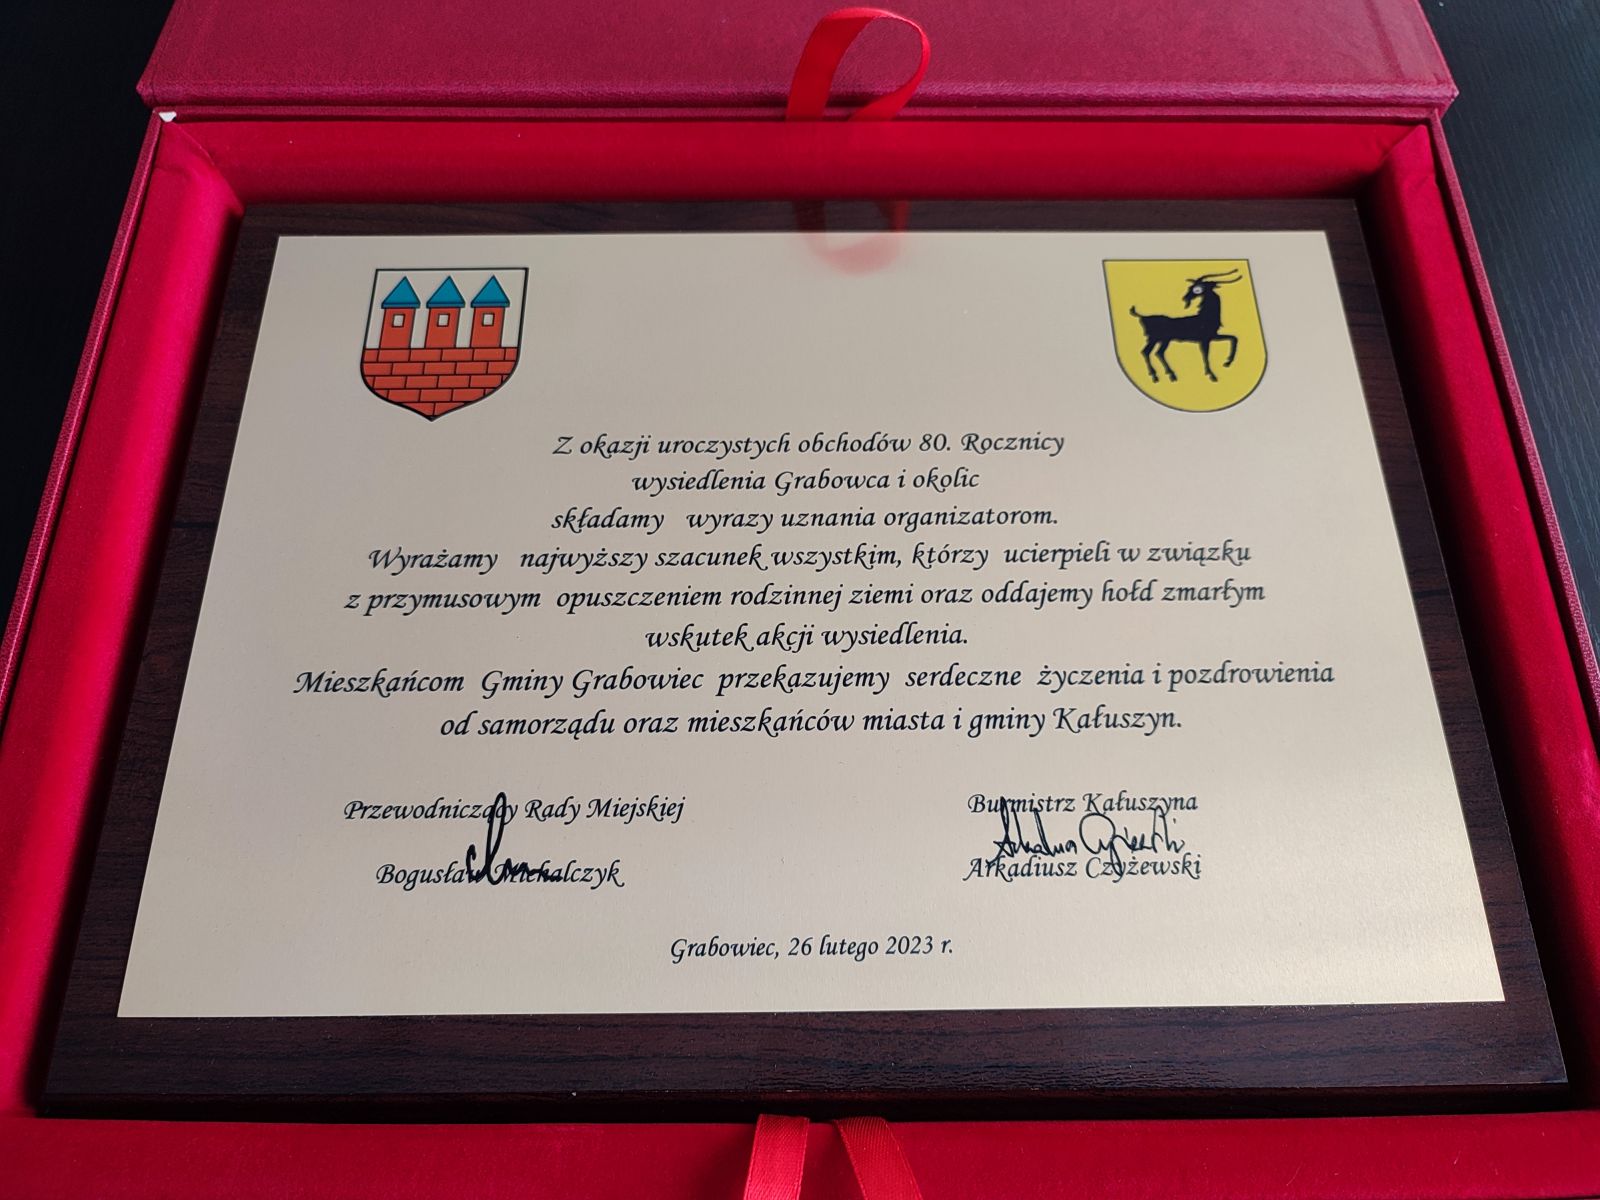 Z okazji uroczystych obchodów 80. Rocznicy
wysiedlenia Grabowca i okolic
składamy wyrazy uznania organizatorom.
Wyrażamy najwyższy szacunek wszystkim, którzy ucierpieli w związku
z przymusowym opuszczeniem rodzinnej ziemi oraz oddajemy hołd zmarłym
wskutek akcji wysiedlenia.
Mieszkańcom Gminy Grabowiec przekazujemy serdeczne życzenia i pozdrowienia
od samorządu oraz mieszkańców miasta i gminy Kałuszyn.
Przewodniczący Rady Miejskiej
Bogusław Michalczyk
Burmistrz Kałuszyna
Arkadiusz Czyżewski
Grabowiec, 26 lutego 2023 r.